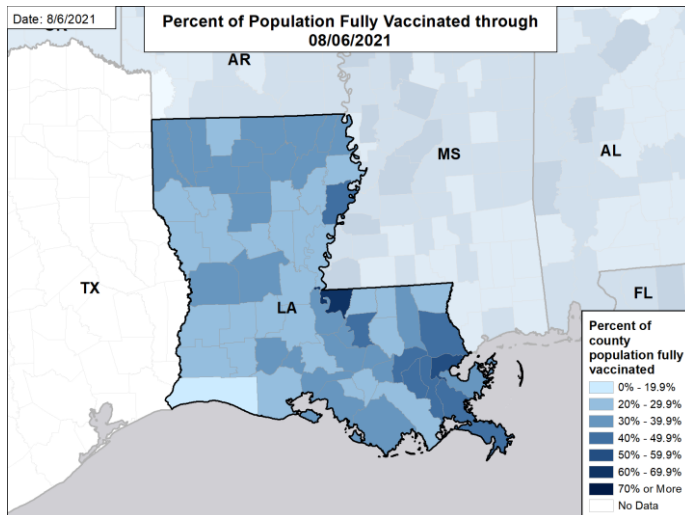 Date: 8/6/2021
Percent of Population Fully Vaccinated through
08/06/2021
AR
MS
AL
TX
LA
FL
Percent of
county
population fully
vaccinated
0% - 19.9%
20% - 29.9%
30% - 39.9%
40% - 49.9%
50% - 59.9%
60% - 69.9%
70% or More
No Data